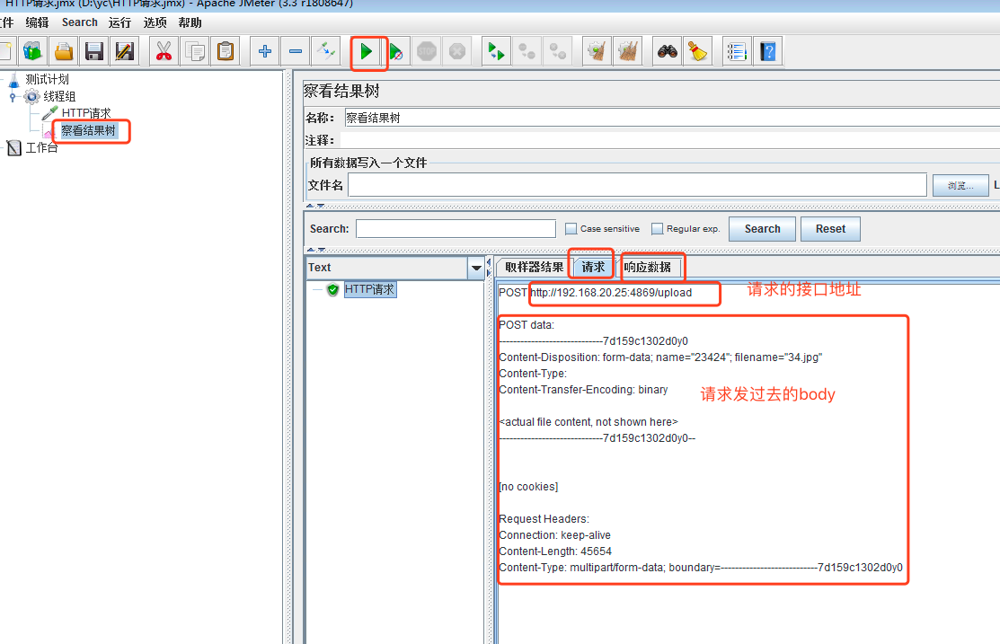 HTTP请求.jmx (D:\yc\HTTP请求.jmx) - Apache JMeter (3.3 r1808647)
件 编辑 Search 运行 选项 帮助
STOP
测试计划
线程组
HTTP请求
察看结果树
工作台
察看结果树
名称: 察看结果树
注释:
所有数据写入一个文件
文件名 浏览... L
Search: Case sensitive Regular exp. Search Reset
Text
HTTP请求
取样器结果 请求 响应数据
POST http://192.168.20.25:4869/upload 请求的接口地址
POST data:
-----------------------------7d159c1302d0y0
Content-Disposition: form-data; name="23424"; filename="34.jpg"
Content-Type:
Content-Transfer-Encoding: binary
请求发过去的body
<actual file content, not shown here>
-----------------------------7d159c1302d0y0--
[no cookies]
Request Headers:
Connection: keep-alive
Content-Length: 45654
Content-Type: multipart/form-data; boundary=---------------------------7d159c1302d0y0